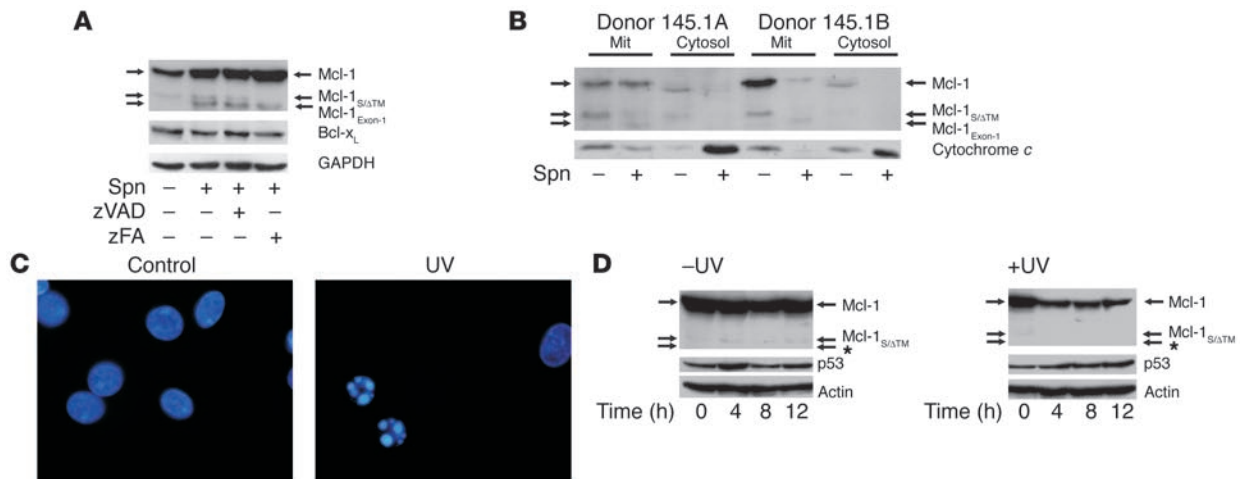 A
Mcl-1
Mcl-1S/ΔTM
Mcl-1Exon-1
Bcl-xL
GAPDH
Spn – + + +
zVAD – – + –
zFA – – – +
B
Donor 145.1A Donor 145.1B
Mit Cytosol Mit Cytosol
Mcl-1
Mcl-1S/ΔTM
Mcl-1Exon-1
Cytochrome c
Spn – + – + – + – +
C
Control UV
D
–UV
Mcl-1
Mcl-1S/ΔTM
*
p53
Actin
Time (h) 0 4 8 12
+UV
Mcl-1
Mcl-1S/ΔTM
*
p53
Actin
Time (h) 0 4 8 12